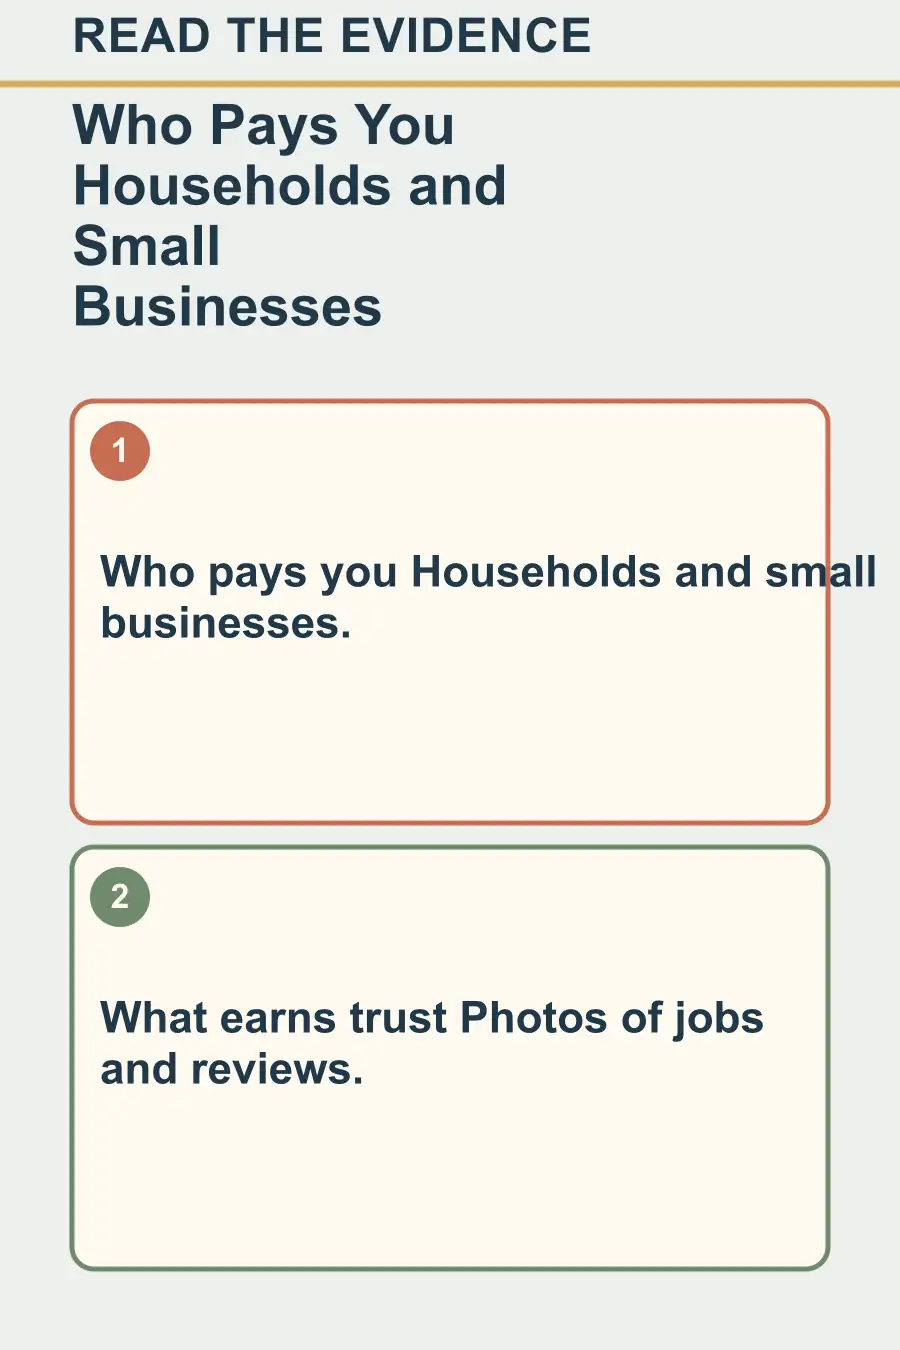 READ THE EVIDENCE
Who Pays You
Households and
Small
Businesses
1
Who pays you Households and small
businesses.
2
What earns trust Photos of jobs
and reviews.